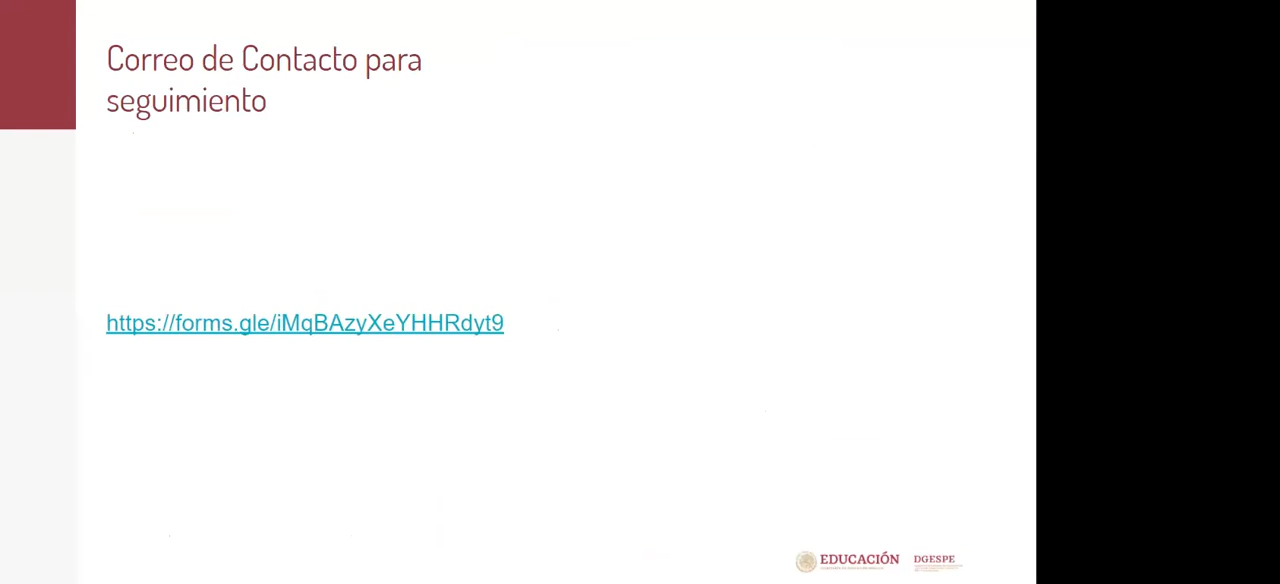 Correo de Contacto para
seguimiento
https://forms.gle/iMqBAzyXeYHHRdyt9
EDUCACIÓN
DGESPE